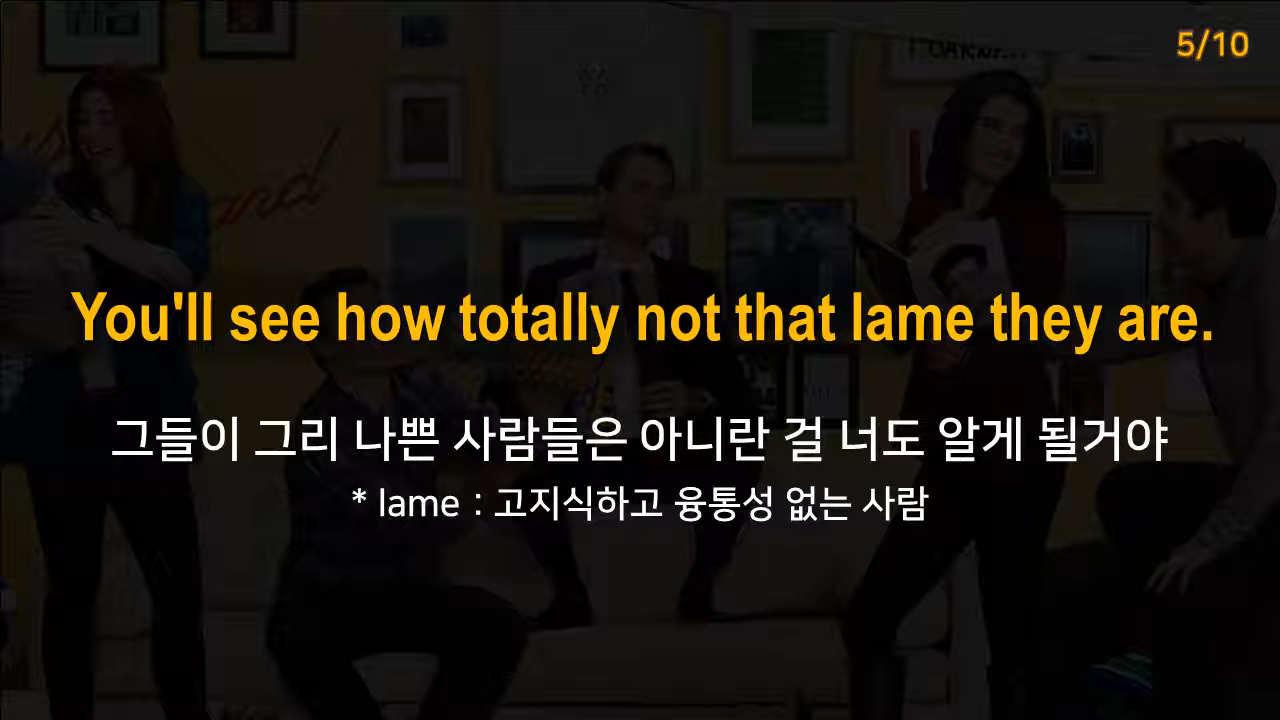 5/10
You'll see how totally not that lame they are.
그들이 그리 나쁜 사람들은 아니란 걸 너도 알게 될거야
* lame : 고지식하고 융통성 없는 사람